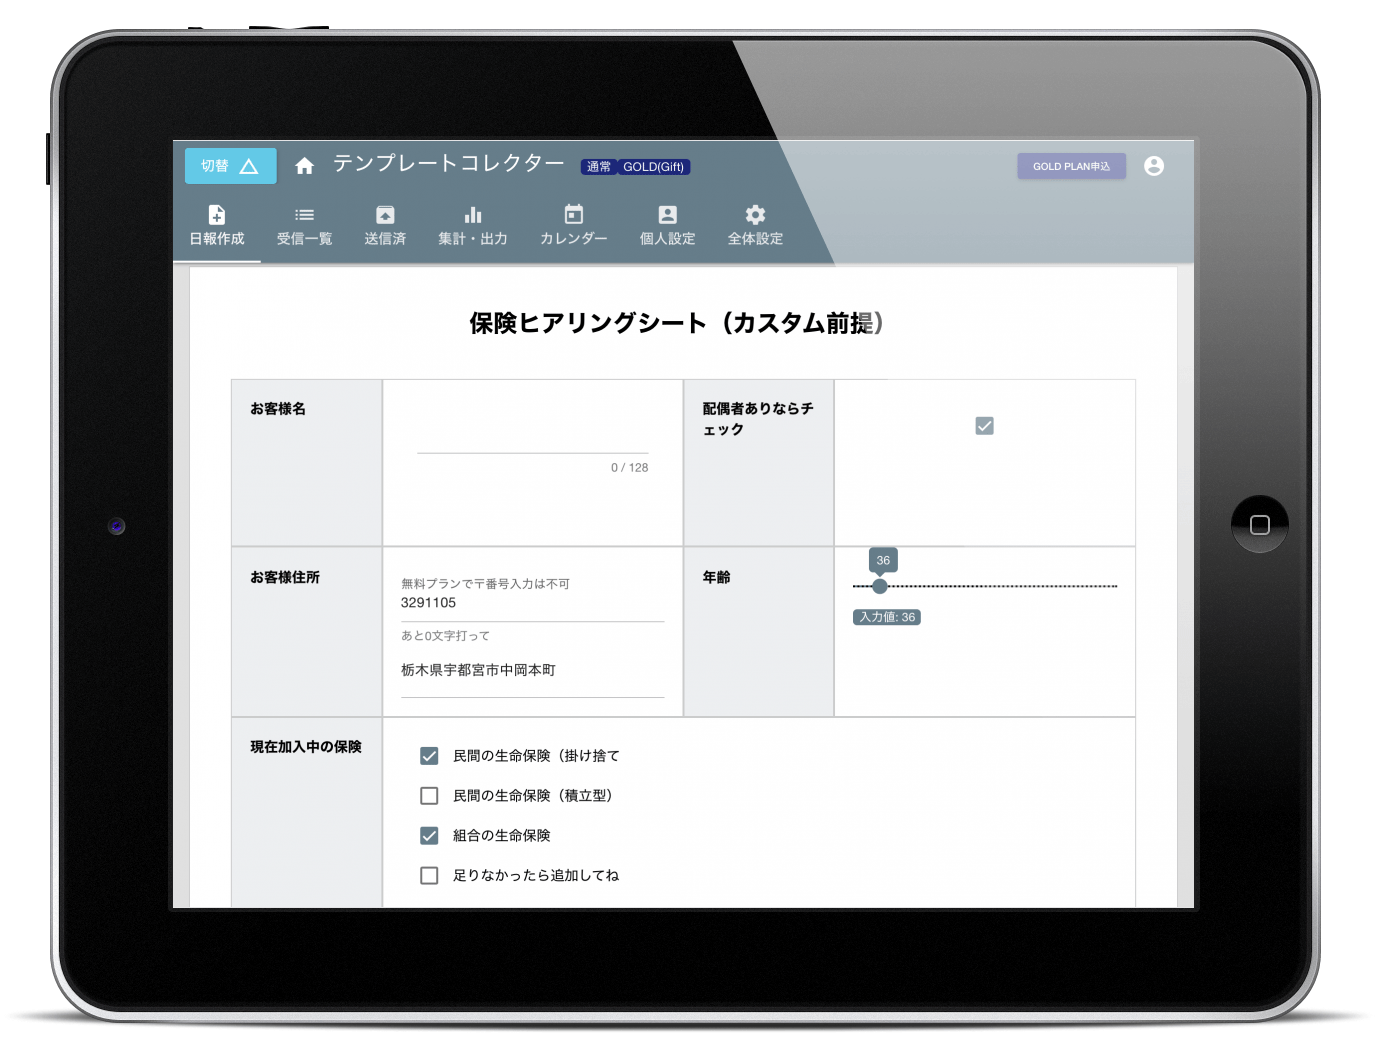 切替
テンプレートコレクター
通常
GOLD(Gift)
GOLD PLAN申込
日報作成
受信一覧
送信済
集計・出力
カレンダー
個人設定
全体設定
保険ヒアリングシート（カスタム前提）
お客様名
0 / 128
配偶者ありならチ
ェック
お客様住所
無料プランで〒番号入力は不可
3291105
あと0文字打って
栃木県宇都宮市中岡本町
年齢
36
入力値: 36
現在加入中の保険
民間の生命保険（掛け捨て
民間の生命保険（積立型）
組合の生命保険
足りなかったら追加してね